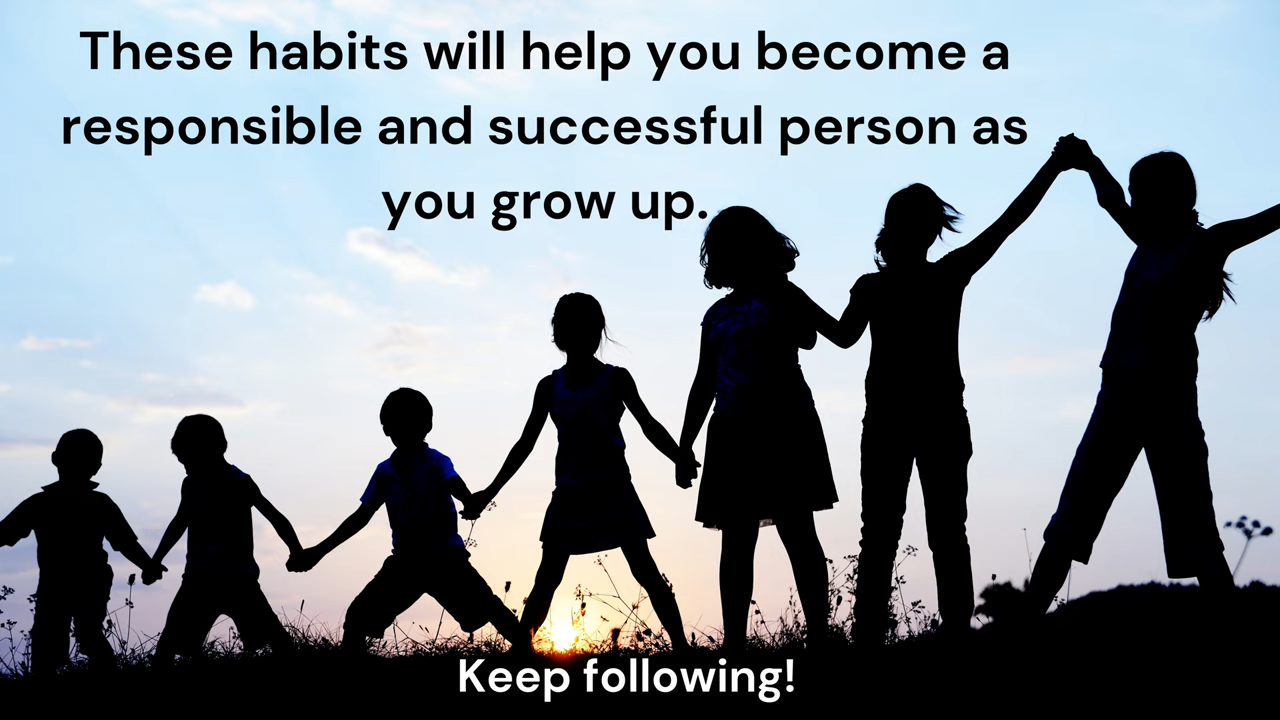 These habits will help you become a
responsible and successful person as
you grow up.
Keep following!